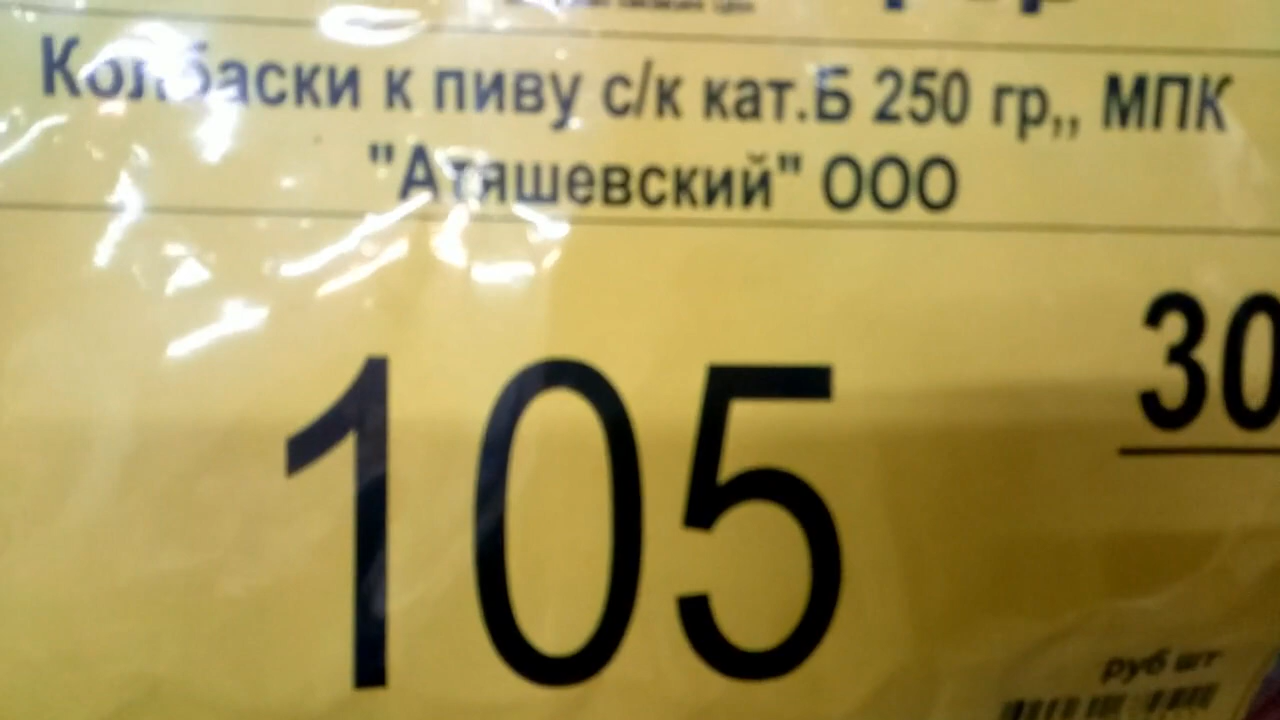 Колбаски к пиву с/к кат.Б 250 гр,, МПК
"Атяшевский" ООО
30
105
руб шт